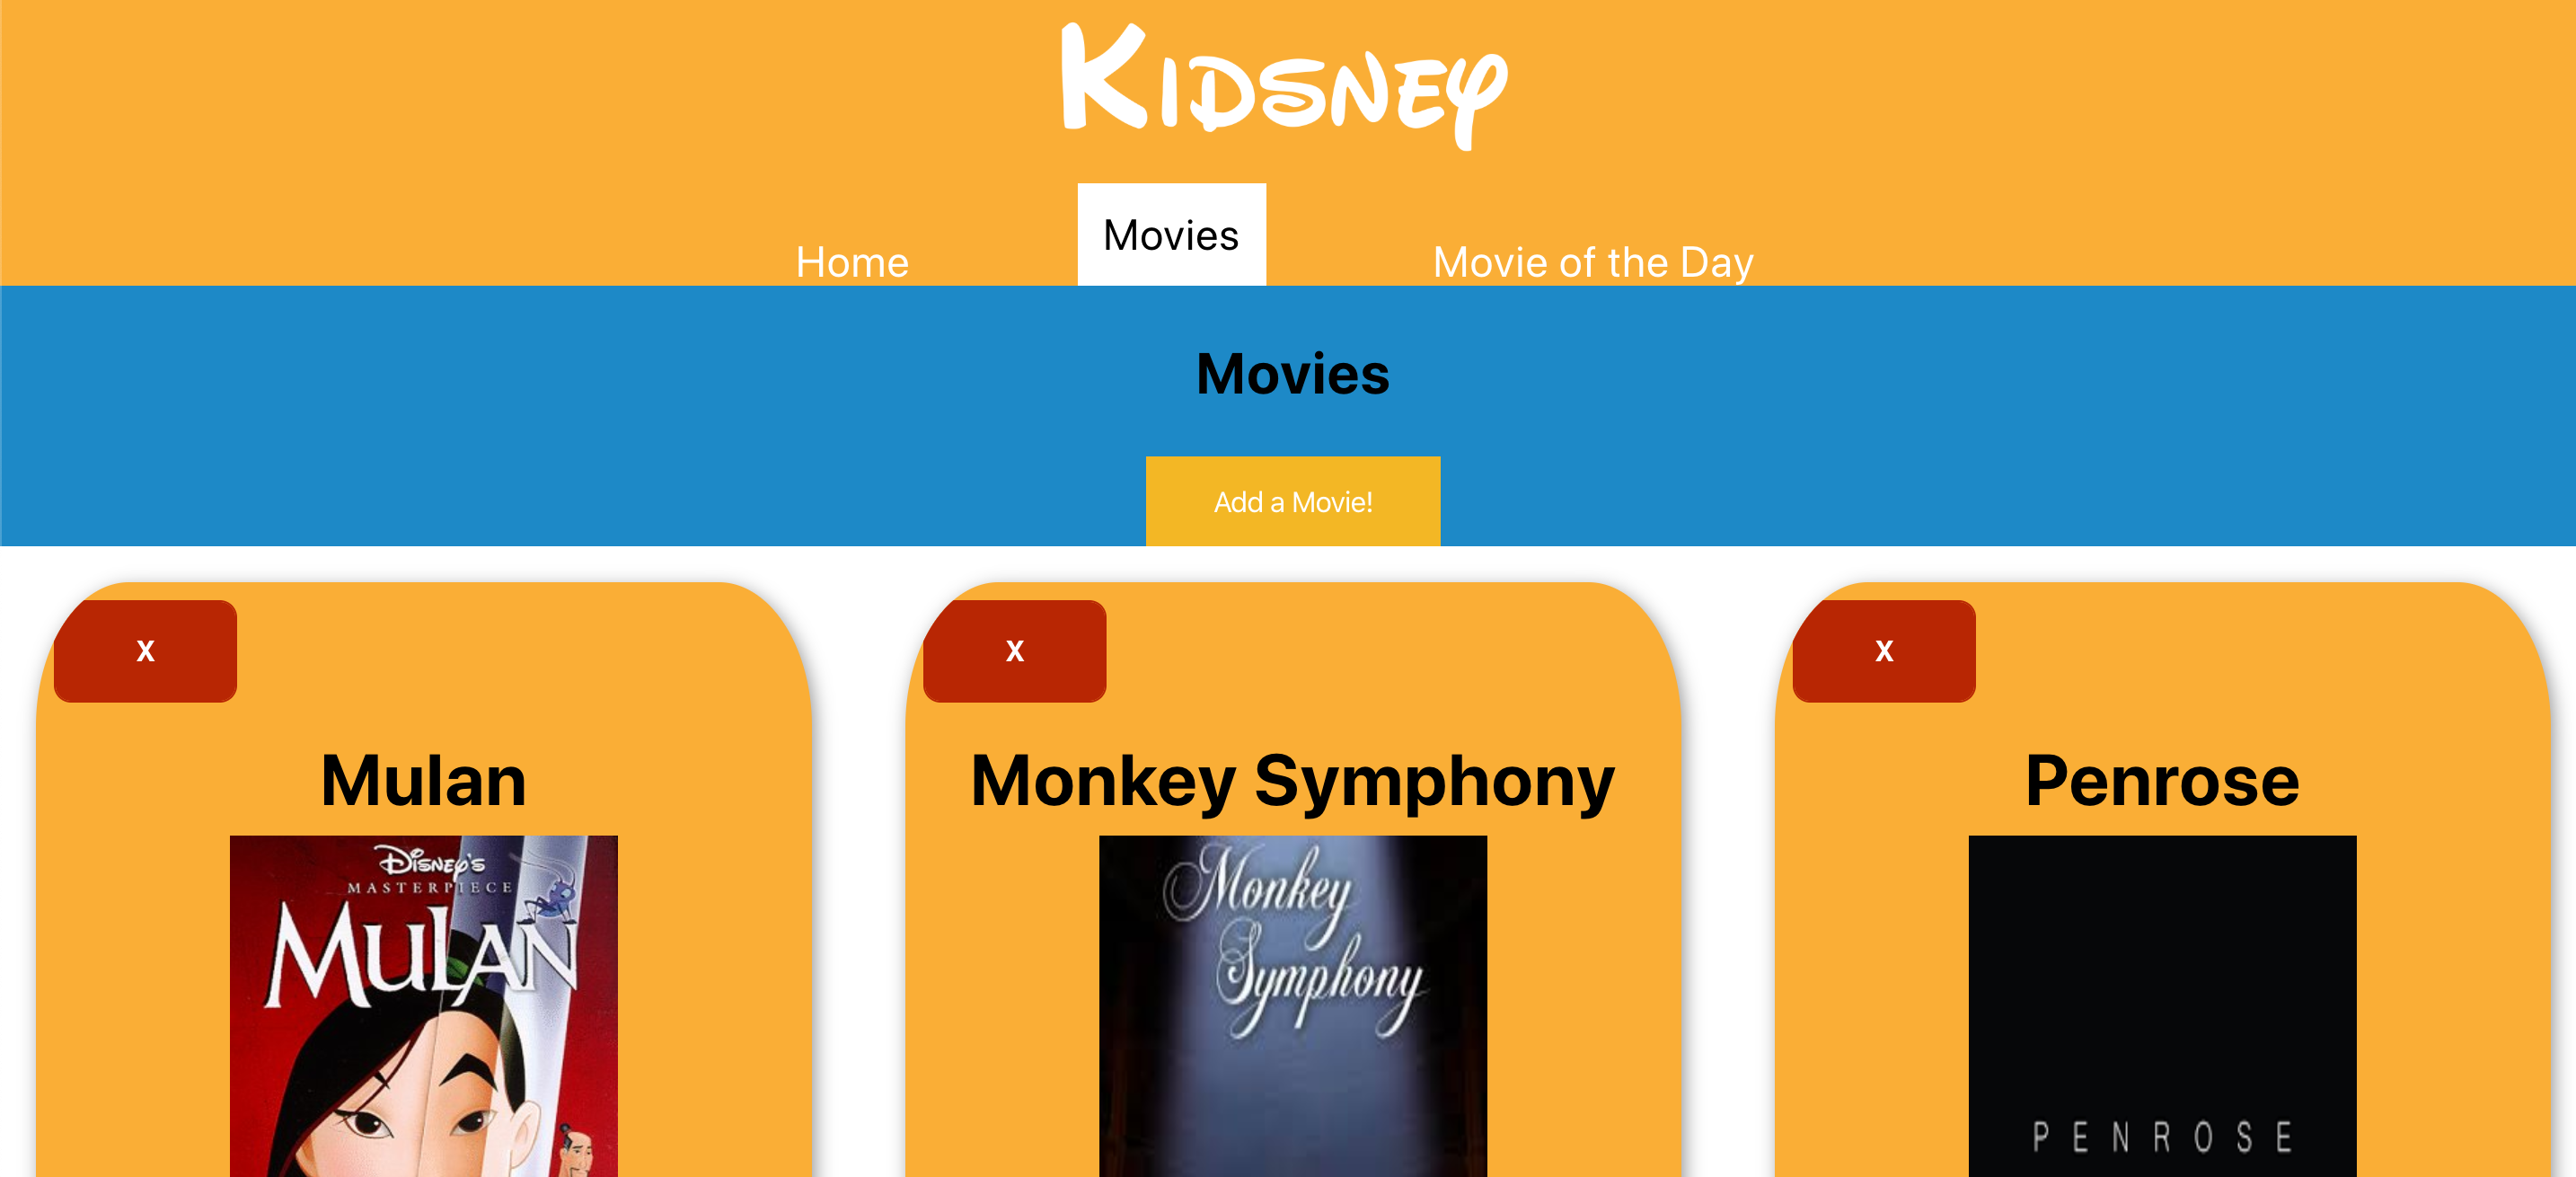 KIDSNEY
Home
Movies
Movie of the Day
Movies
Add a Movie!
X
X
X
Mulan
Monkey Symphony
Penrose
DISNEY'S
MASTERPIECE
MULAN
Monkey
Symphony
PENROSE